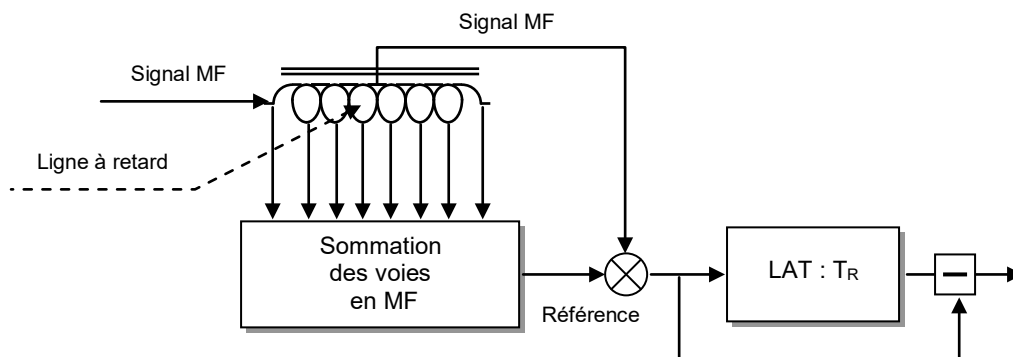 Signal MF
Signal MF
Ligne à retard
Sommation
des voies
en MF
Référence
LAT : TR